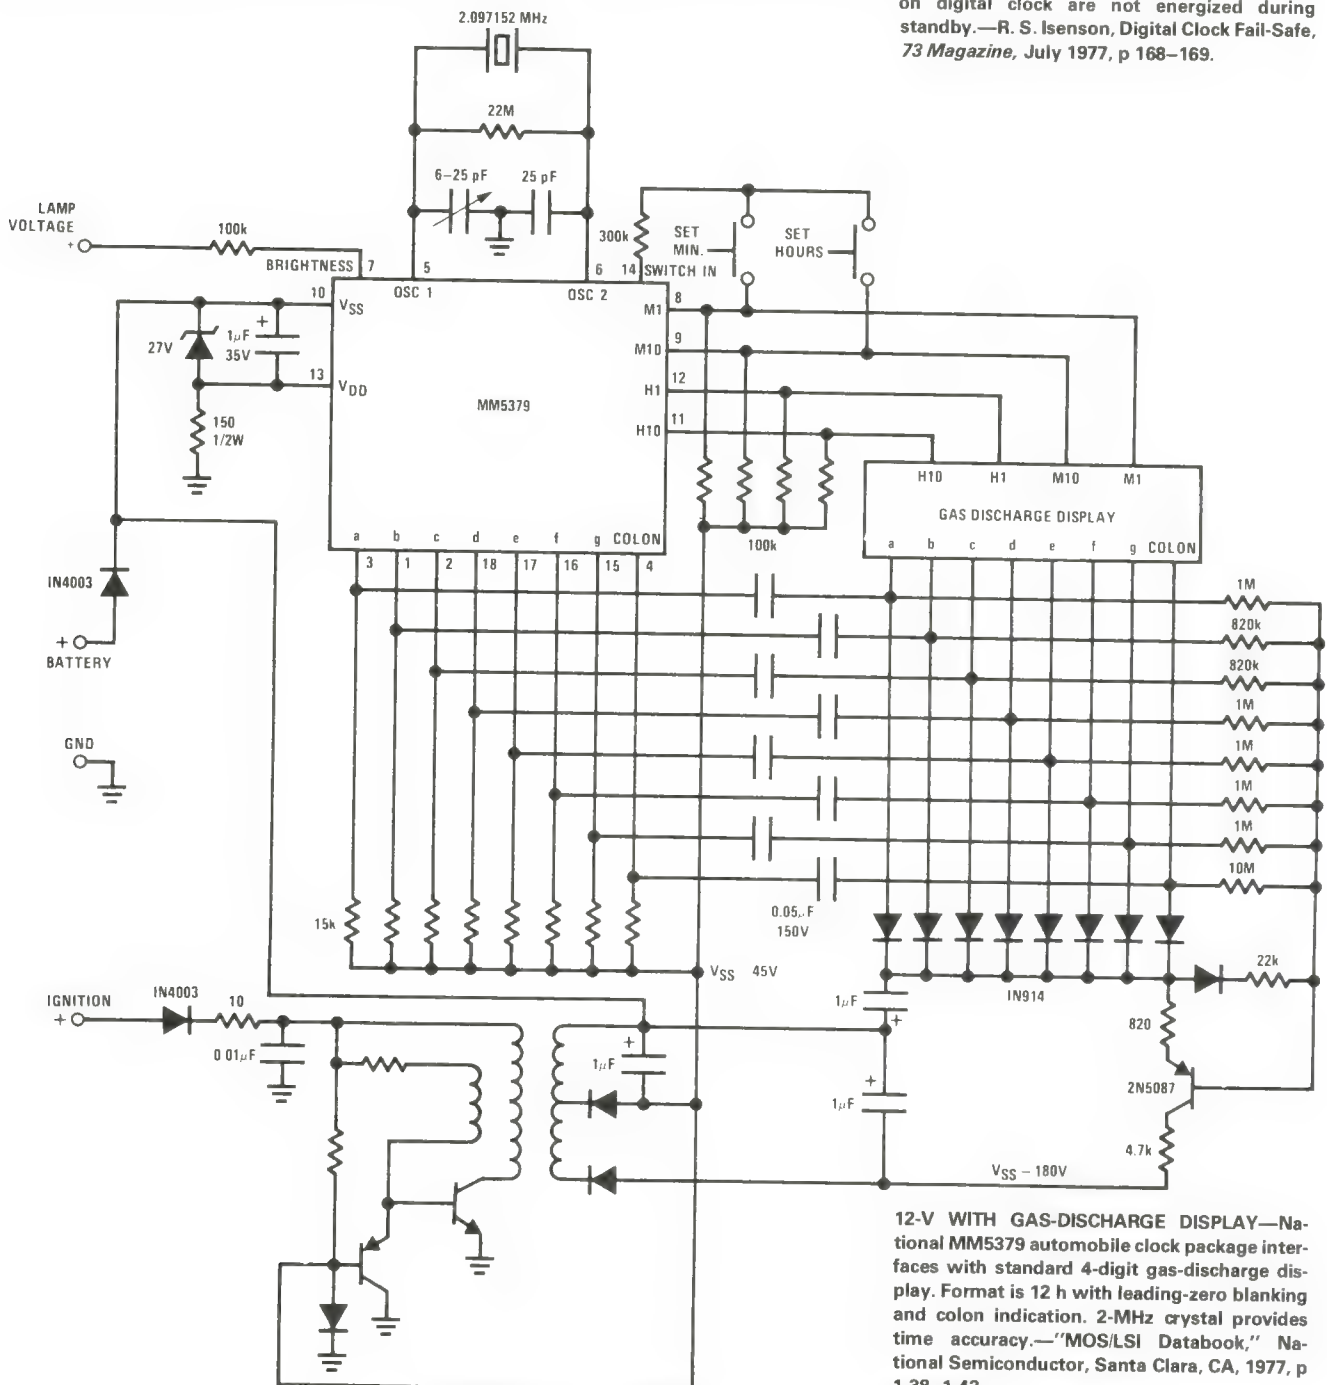 on digital clock are not energized during
standby.—R. S. Isenson, Digital Clock Fail-Safe,
73 Magazine, July 1977, p 168–169.
2.097152 MHz
22M
6–25 pF 25 pF
LAMP
VOLTAGE
+
100k
BRIGHTNESS 7
5
OSC 1
6
OSC 2
300k
14 SWITCH IN
SET
MIN.
SET
HOURS
10 VSS
27V
+
1µF
35V
13 VDD
150
1/2W
MM5379
M1 8
M10 9
H1 12
H10 11
100k
H10 H1 M10 M1
GAS DISCHARGE DISPLAY
a b c d e f g COLON
a b c d e f g COLON
3 1 2 18 17 16 15 4
IN4003
+
BATTERY
GND
1M
820k
820k
1M
1M
1M
1M
10M
15k
0.05µF
150V
VSS 45V
IN914
22k
IGNITION
+
IN4003
10
0 01µF
+
1µF
1µF
+
+
1µF
820
2N5087
4.7k
VSS – 180V
12-V WITH GAS-DISCHARGE DISPLAY—Na-
tional MM5379 automobile clock package inter-
faces with standard 4-digit gas-discharge dis-
play. Format is 12 h with leading-zero blanking
and colon indication. 2-MHz crystal provides
time accuracy.—"MOS/LSI Databook," Na-
tional Semiconductor, Santa Clara, CA, 1977, p